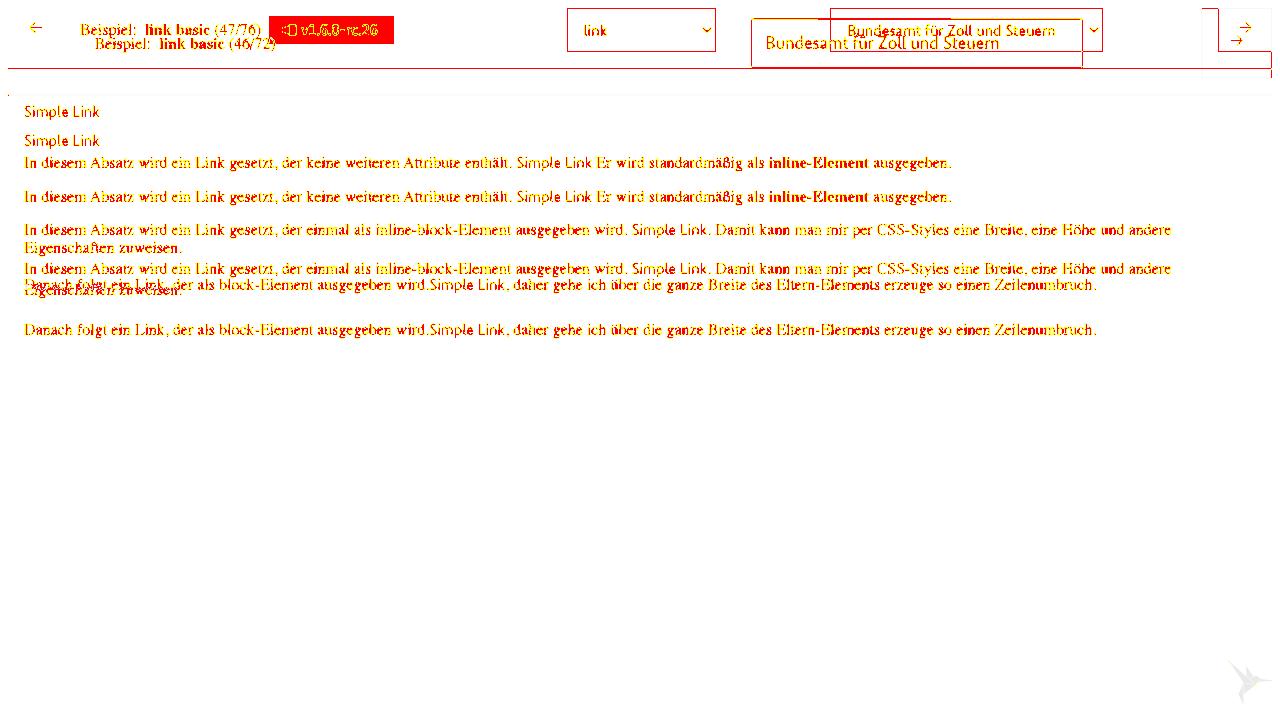 Beispiel: link basic (47/76) v1.6.0-rc.26 link Bundesamt für Zoll und Steuern
Beispiel: link basic (46/72) Bundesamt für Zoll und Steuern
Simple Link
Simple Link
In diesem Absatz wird ein Link gesetzt, der keine weiteren Attribute enthält. Simple Link Er wird standardmäßig als inline-Element ausgegeben.
In diesem Absatz wird ein Link gesetzt, der keine weiteren Attribute enthält. Simple Link Er wird standardmäßig als inline-Element ausgegeben.
In diesem Absatz wird ein Link gesetzt, der einmal als inline-block-Element ausgegeben wird. Simple Link. Damit kann man mir per CSS-Styles eine Breite, eine Höhe und andere
Eigenschaften zuweisen.
In diesem Absatz wird ein Link gesetzt, der einmal als inline-block-Element ausgegeben wird. Simple Link. Damit kann man mir per CSS-Styles eine Breite, eine Höhe und andere
Danach folgt ein Link, der als block-Element ausgegeben wird.Simple Link, daher gehe ich über die ganze Breite des Eltern-Elements erzeuge so einen Zeilenumbruch.
Eigenschaften zuweisen.
Danach folgt ein Link, der als block-Element ausgegeben wird.Simple Link, daher gehe ich über die ganze Breite des Eltern-Elements erzeuge so einen Zeilenumbruch.